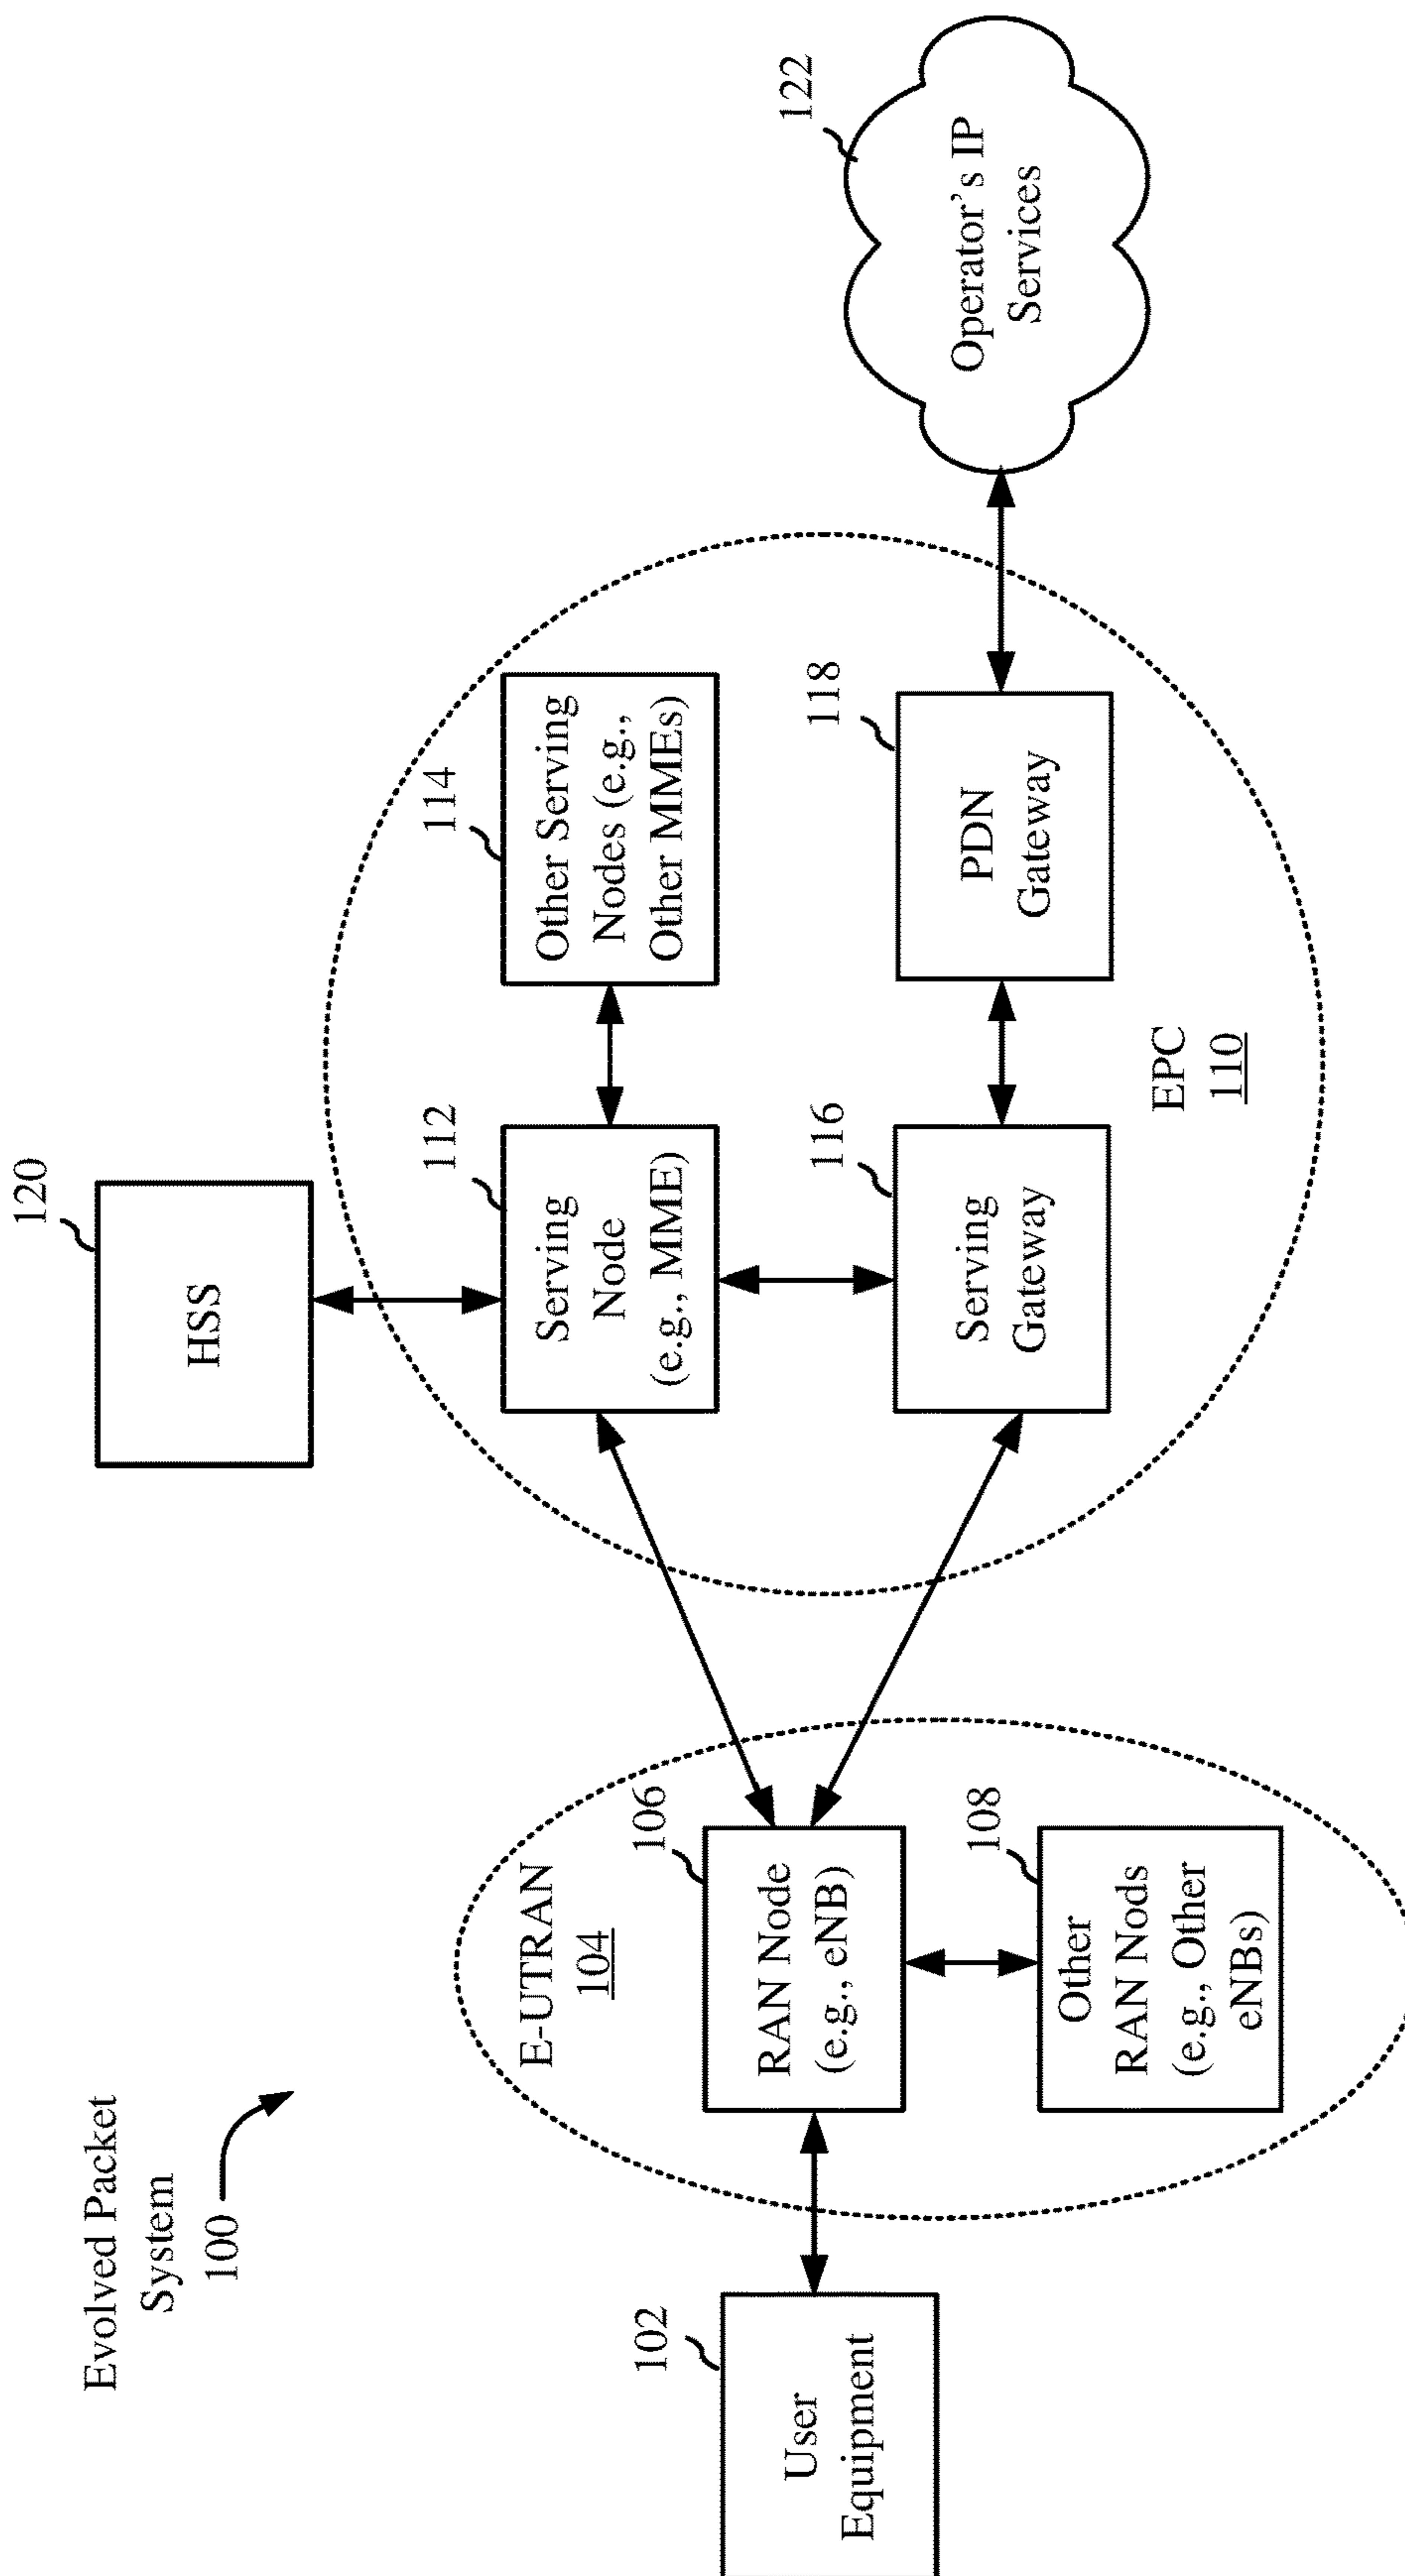 Evolved Packet
System
100
120
HSS
E-UTRAN
104
102
User
Equipment
106
RAN Node
(e.g., eNB)
108
Other
RAN Nods
(e.g., Other
eNBs)
112
Serving
Node
(e.g., MME)
114
Other Serving
Nodes (e.g.,
Other MMEs)
116
Serving
Gateway
118
PDN
Gateway
EPC
110
122
Operator's IP
Services